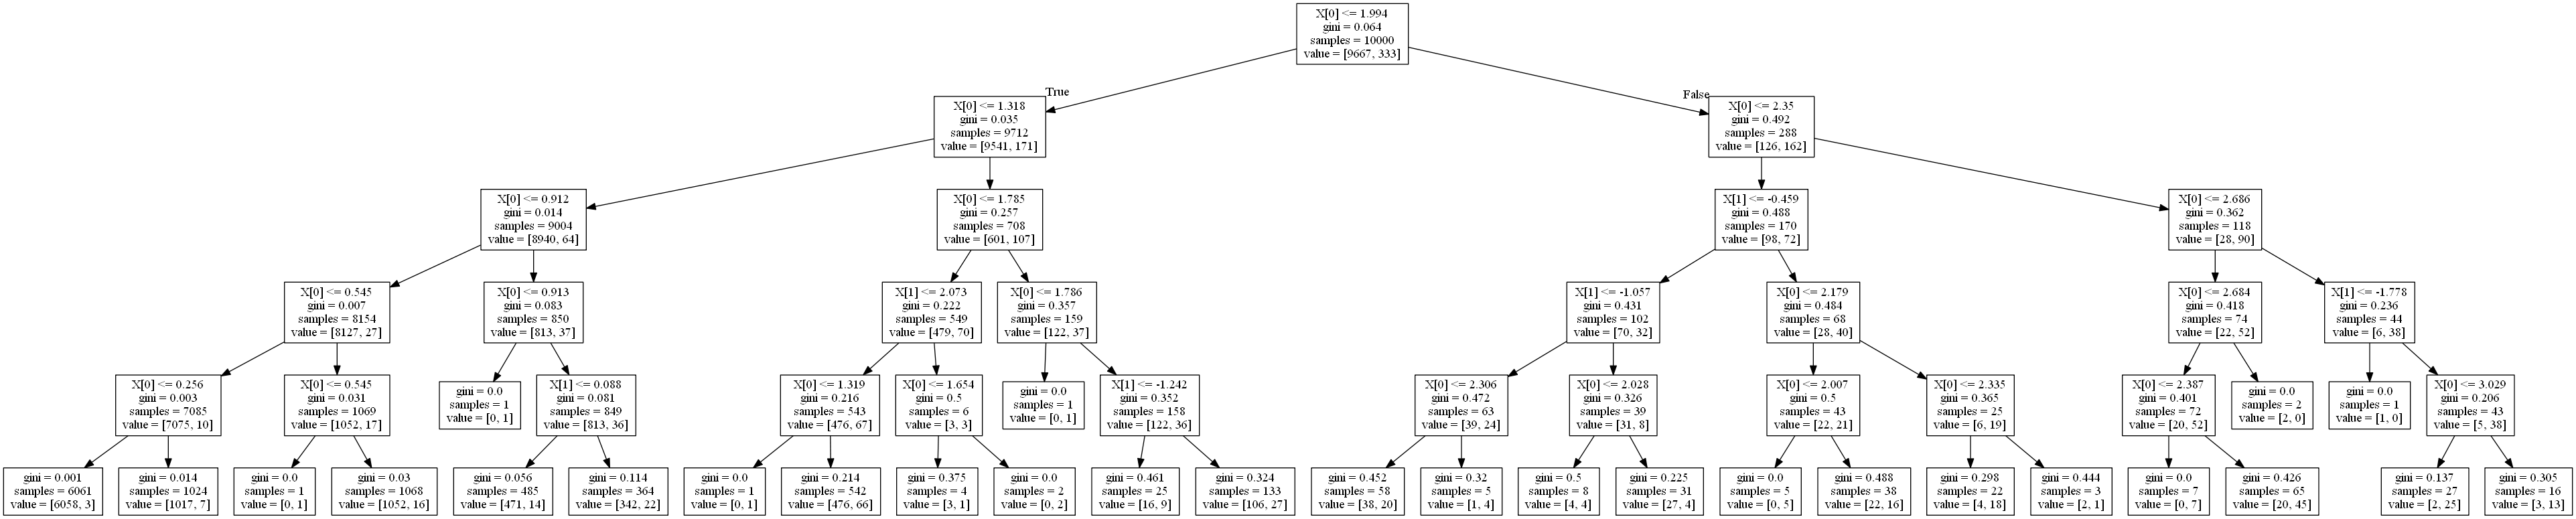 X[0] <= 1.994
gini = 0.064
samples = 10000
value = [9667, 333]
True
False
X[0] <= 1.318
gini = 0.035
samples = 9712
value = [9541, 171]
X[0] <= 2.35
gini = 0.492
samples = 288
value = [126, 162]
X[0] <= 0.912
gini = 0.014
samples = 9004
value = [8940, 64]
X[0] <= 1.785
gini = 0.257
samples = 708
value = [601, 107]
X[1] <= -0.459
gini = 0.488
samples = 170
value = [98, 72]
X[0] <= 2.686
gini = 0.362
samples = 118
value = [28, 90]
X[0] <= 0.545
gini = 0.007
samples = 8154
value = [8127, 27]
X[0] <= 0.913
gini = 0.083
samples = 850
value = [813, 37]
X[1] <= 2.073
gini = 0.222
samples = 549
value = [479, 70]
X[0] <= 1.786
gini = 0.357
samples = 159
value = [122, 37]
X[1] <= -1.057
gini = 0.431
samples = 102
value = [70, 32]
X[0] <= 2.179
gini = 0.484
samples = 68
value = [28, 40]
X[0] <= 2.684
gini = 0.418
samples = 74
value = [22, 52]
X[1] <= -1.778
gini = 0.236
samples = 44
value = [6, 38]
X[0] <= 0.256
gini = 0.003
samples = 7085
value = [7075, 10]
X[0] <= 0.545
gini = 0.031
samples = 1069
value = [1052, 17]
gini = 0.0
samples = 1
value = [0, 1]
X[1] <= 0.088
gini = 0.081
samples = 849
value = [813, 36]
X[0] <= 1.319
gini = 0.216
samples = 543
value = [476, 67]
X[0] <= 1.654
gini = 0.5
samples = 6
value = [3, 3]
gini = 0.0
samples = 1
value = [0, 1]
X[1] <= -1.242
gini = 0.352
samples = 158
value = [122, 36]
X[0] <= 2.306
gini = 0.472
samples = 63
value = [39, 24]
X[0] <= 2.028
gini = 0.326
samples = 39
value = [31, 8]
X[0] <= 2.007
gini = 0.5
samples = 43
value = [22, 21]
X[0] <= 2.335
gini = 0.365
samples = 25
value = [6, 19]
X[0] <= 2.387
gini = 0.401
samples = 72
value = [20, 52]
gini = 0.0
samples = 2
value = [2, 0]
gini = 0.0
samples = 1
value = [1, 0]
X[0] <= 3.029
gini = 0.206
samples = 43
value = [5, 38]
gini = 0.001
samples = 6061
value = [6058, 3]
gini = 0.014
samples = 1024
value = [1017, 7]
gini = 0.0
samples = 1
value = [0, 1]
gini = 0.03
samples = 1068
value = [1052, 16]
gini = 0.056
samples = 485
value = [471, 14]
gini = 0.114
samples = 364
value = [342, 22]
gini = 0.0
samples = 1
value = [0, 1]
gini = 0.214
samples = 542
value = [476, 66]
gini = 0.375
samples = 4
value = [3, 1]
gini = 0.0
samples = 2
value = [0, 2]
gini = 0.461
samples = 25
value = [16, 9]
gini = 0.324
samples = 133
value = [106, 27]
gini = 0.452
samples = 58
value = [38, 20]
gini = 0.32
samples = 5
value = [1, 4]
gini = 0.5
samples = 8
value = [4, 4]
gini = 0.225
samples = 31
value = [27, 4]
gini = 0.0
samples = 5
value = [0, 5]
gini = 0.488
samples = 38
value = [22, 16]
gini = 0.298
samples = 22
value = [4, 18]
gini = 0.444
samples = 3
value = [2, 1]
gini = 0.0
samples = 7
value = [0, 7]
gini = 0.426
samples = 65
value = [20, 45]
gini = 0.137
samples = 27
value = [2, 25]
gini = 0.305
samples = 16
value = [3, 13]